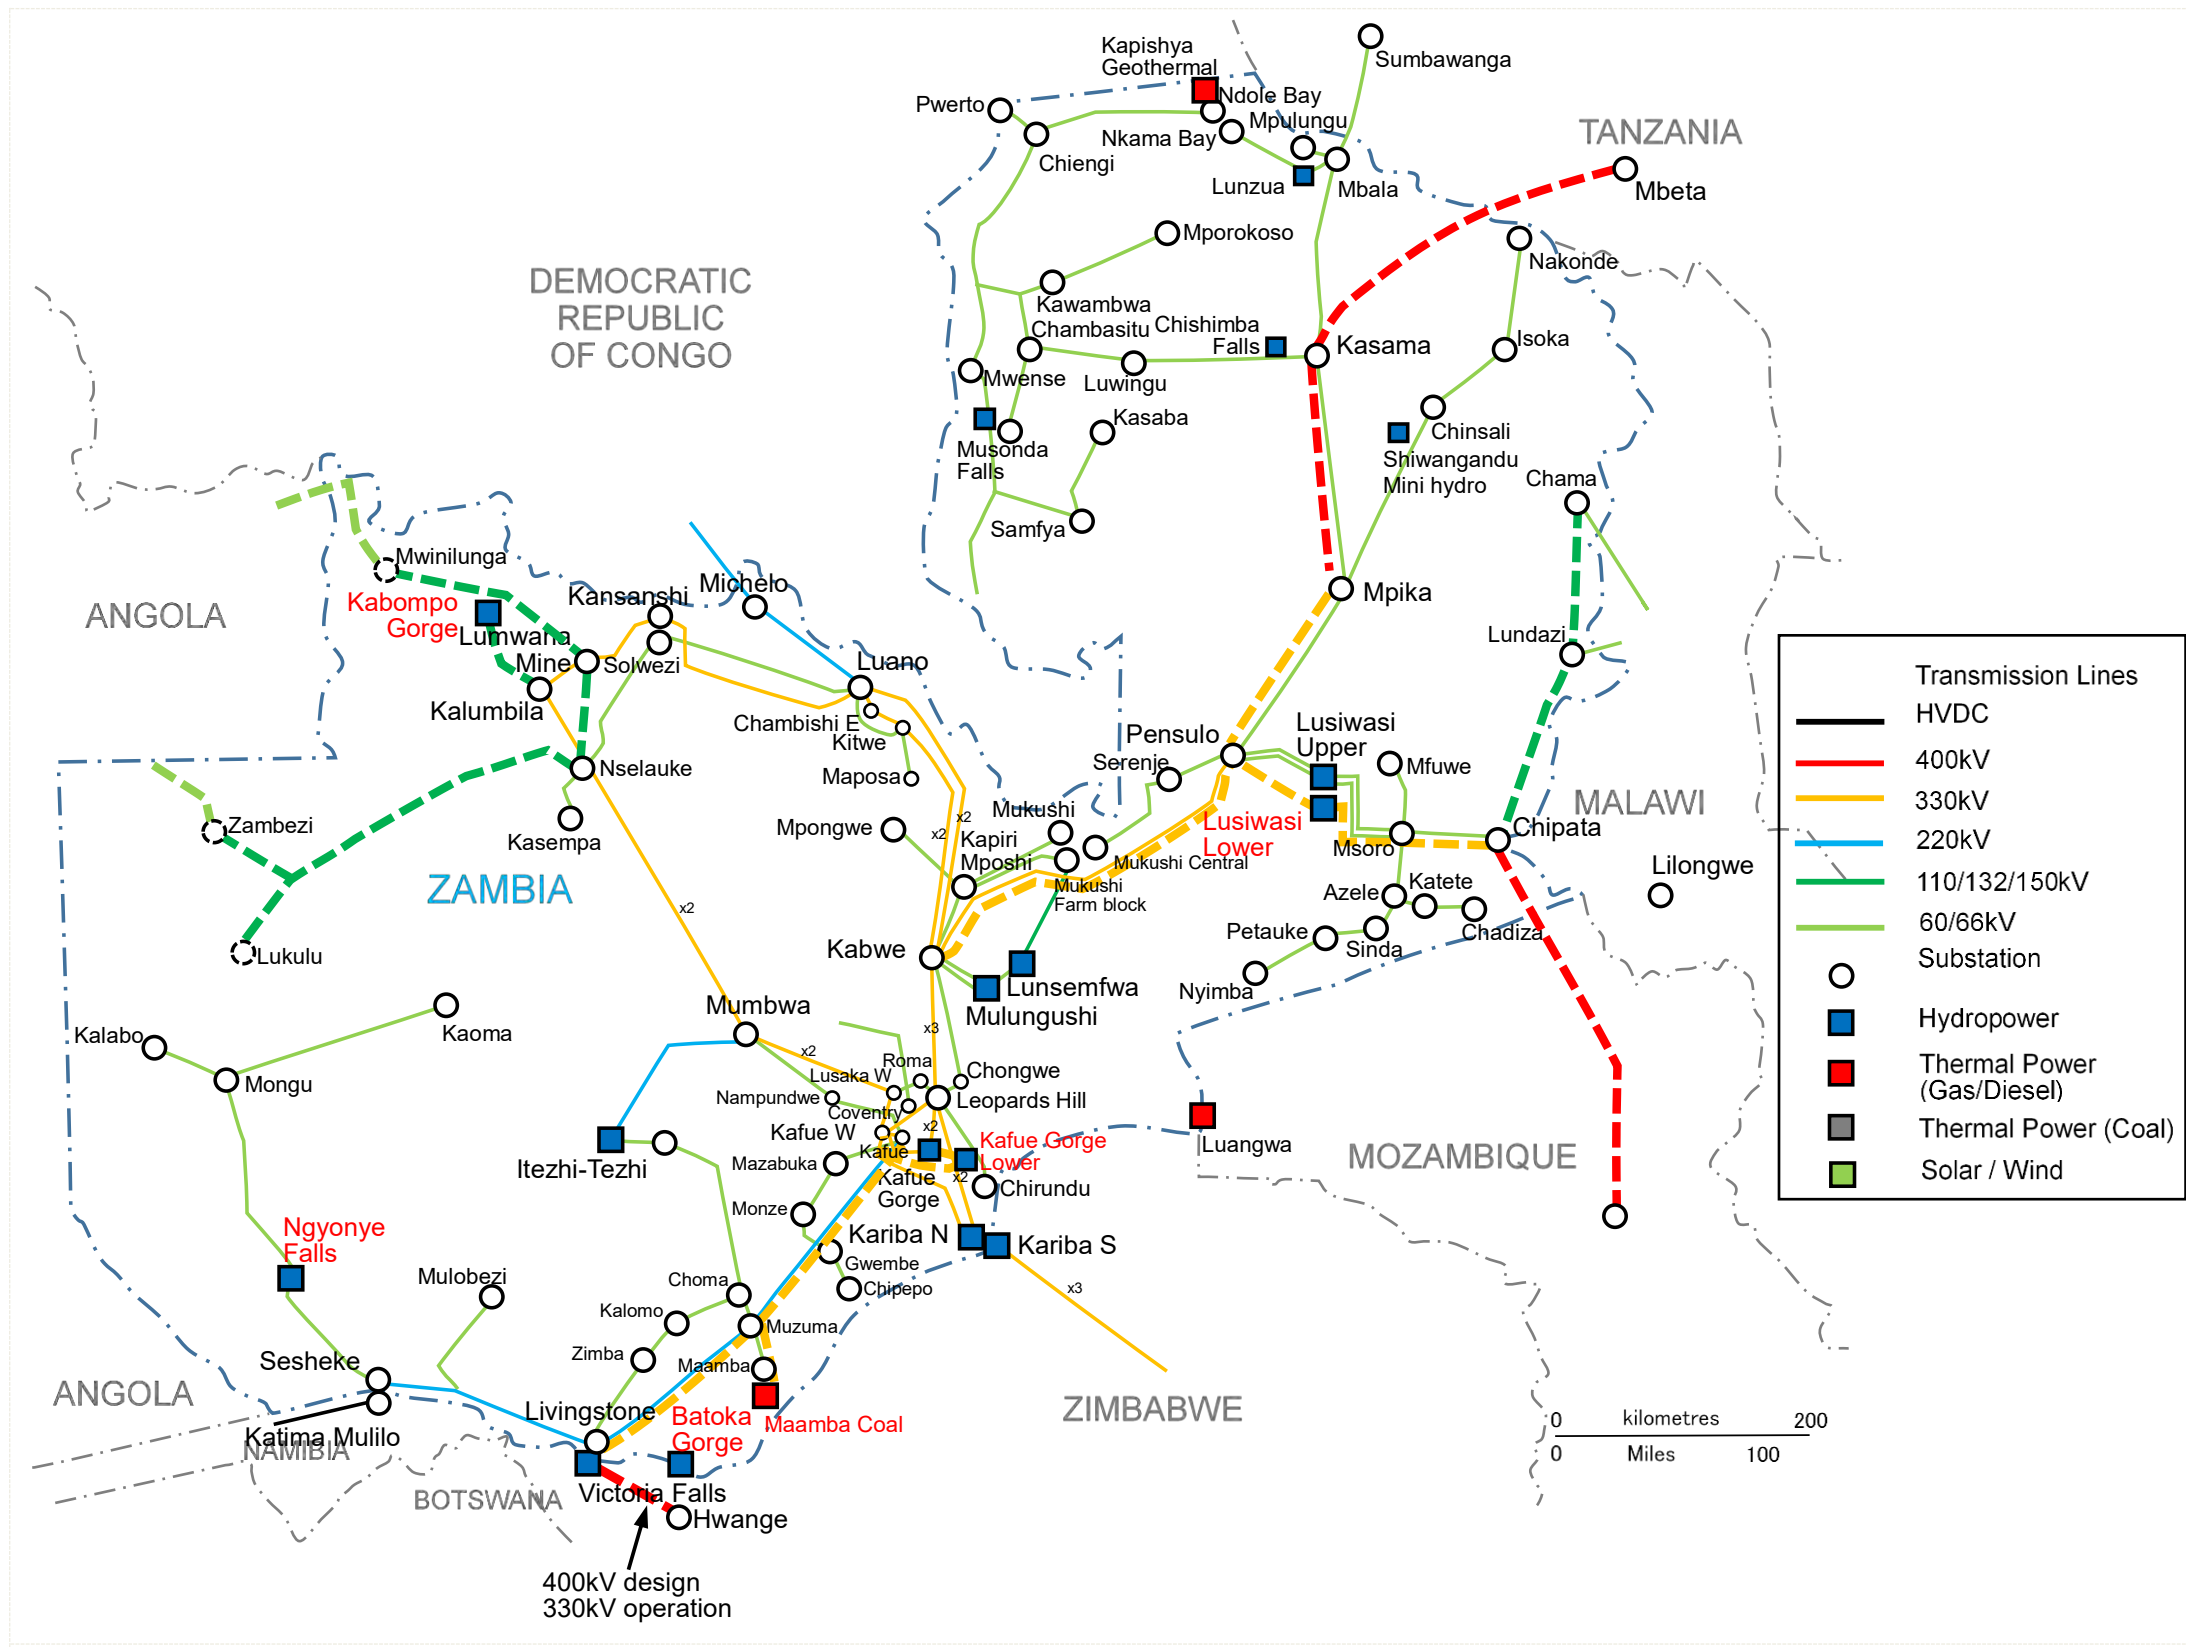 Kapishya
Geothermal
Sumbawanga
Pwerto
Ndole Bay
Mpulungu
Nkama Bay
Chiengi
Lunzua
Mbala
TANZANIA
Mbeta
Mporokoso
Nakonde
DEMOCRATIC
REPUBLIC
OF CONGO
Kawambwa
Chambasitu
Chishimba
Falls
Kasama
Isoka
Mwense
Luwingu
Kasaba
Musonda
Falls
Chinsali
Shiwangandu
Mini hydro
Samfya
Chama
Mwinilunga
ANGOLA
Kabompo
Gorge
Kansanshi
Michelo
Mpika
Lumwana
Mine
Solwezi
Luano
Lundazi
Kalumbila
Chambishi E
Kitwe
Maposa
Pensulo
Serenje
Lusiwasi
Upper
Mfuwe
Nselauke
Kasempa
Zambezi
x2
x2
Mpongwe
Mukushi
Kapiri
Mposhi
Mukushi Central
Mukushi
Farm block
Lusiwasi
Lower
Msoro
MALAWI
Chipata
Lilongwe
ZAMBIA
x2
Azele
Katete
Chadiza
Petauke
Sinda
Nyimba
Lukulu
Kabwe
Lunsemfwa
Mulungushi
Kalabo
Kaoma
Mongu
Mumbwa
x2
x3
Roma
Lusaka W
Chongwe
Nampundwe
Coventry
Leopards Hill
Kafue W
x2
Kafue
Kafue Gorge
Lower
x2
Kafue
Gorge
Chirundu
Luangwa
MOZAMBIQUE
Itezhi-Tezhi
Mazabuka
Monze
Kariba N
Kariba S
Gwembe
Chipepo
x3
Ngyonye
Falls
Mulobezi
Choma
Kalomo
Muzuma
Zimba
Maamba
Maamba Coal
Sesheke
ANGOLA
Katima Mulilo
NAMIBIA
BOTSWANA
Livingstone
Batoka
Gorge
Victoria Falls
Hwange
ZIMBABWE
400kV design
330kV operation
Transmission Lines
HVDC
400kV
330kV
220kV
110/132/150kV
60/66kV
Substation
Hydropower
Thermal Power
(Gas/Diesel)
Thermal Power (Coal)
Solar / Wind
0 kilometres 200
0 Miles 100